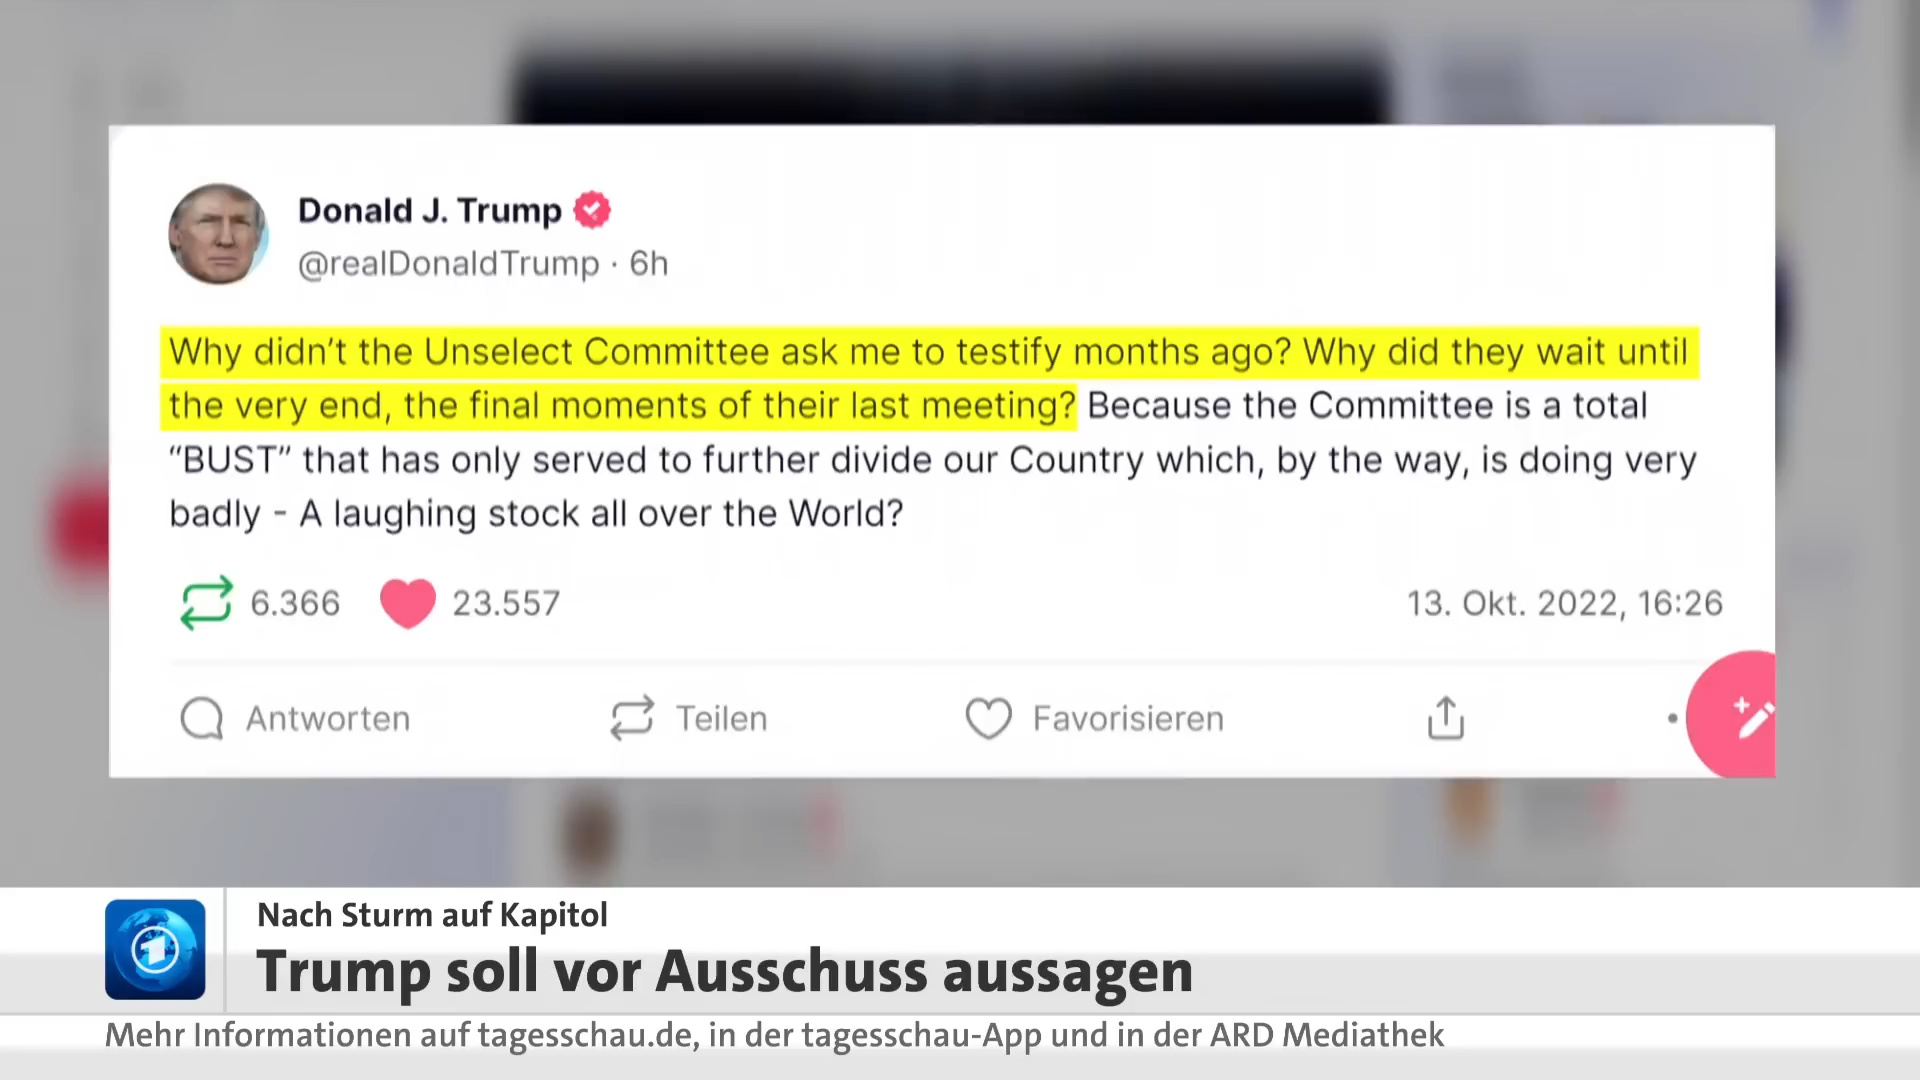 Donald J. Trump
@realDonaldTrump · 6h
Why didn’t the Unselect Committee ask me to testify months ago? Why did they wait until
the very end, the final moments of their last meeting? Because the Committee is a total
“BUST” that has only served to further divide our Country which, by the way, is doing very
badly - A laughing stock all over the World?
6.366 23.557 13. Okt. 2022, 16:26
Antworten Teilen Favorisieren
1
Nach Sturm auf Kapitol
Trump soll vor Ausschuss aussagen
Mehr Informationen auf tagesschau.de, in der tagesschau-App und in der ARD Mediathek